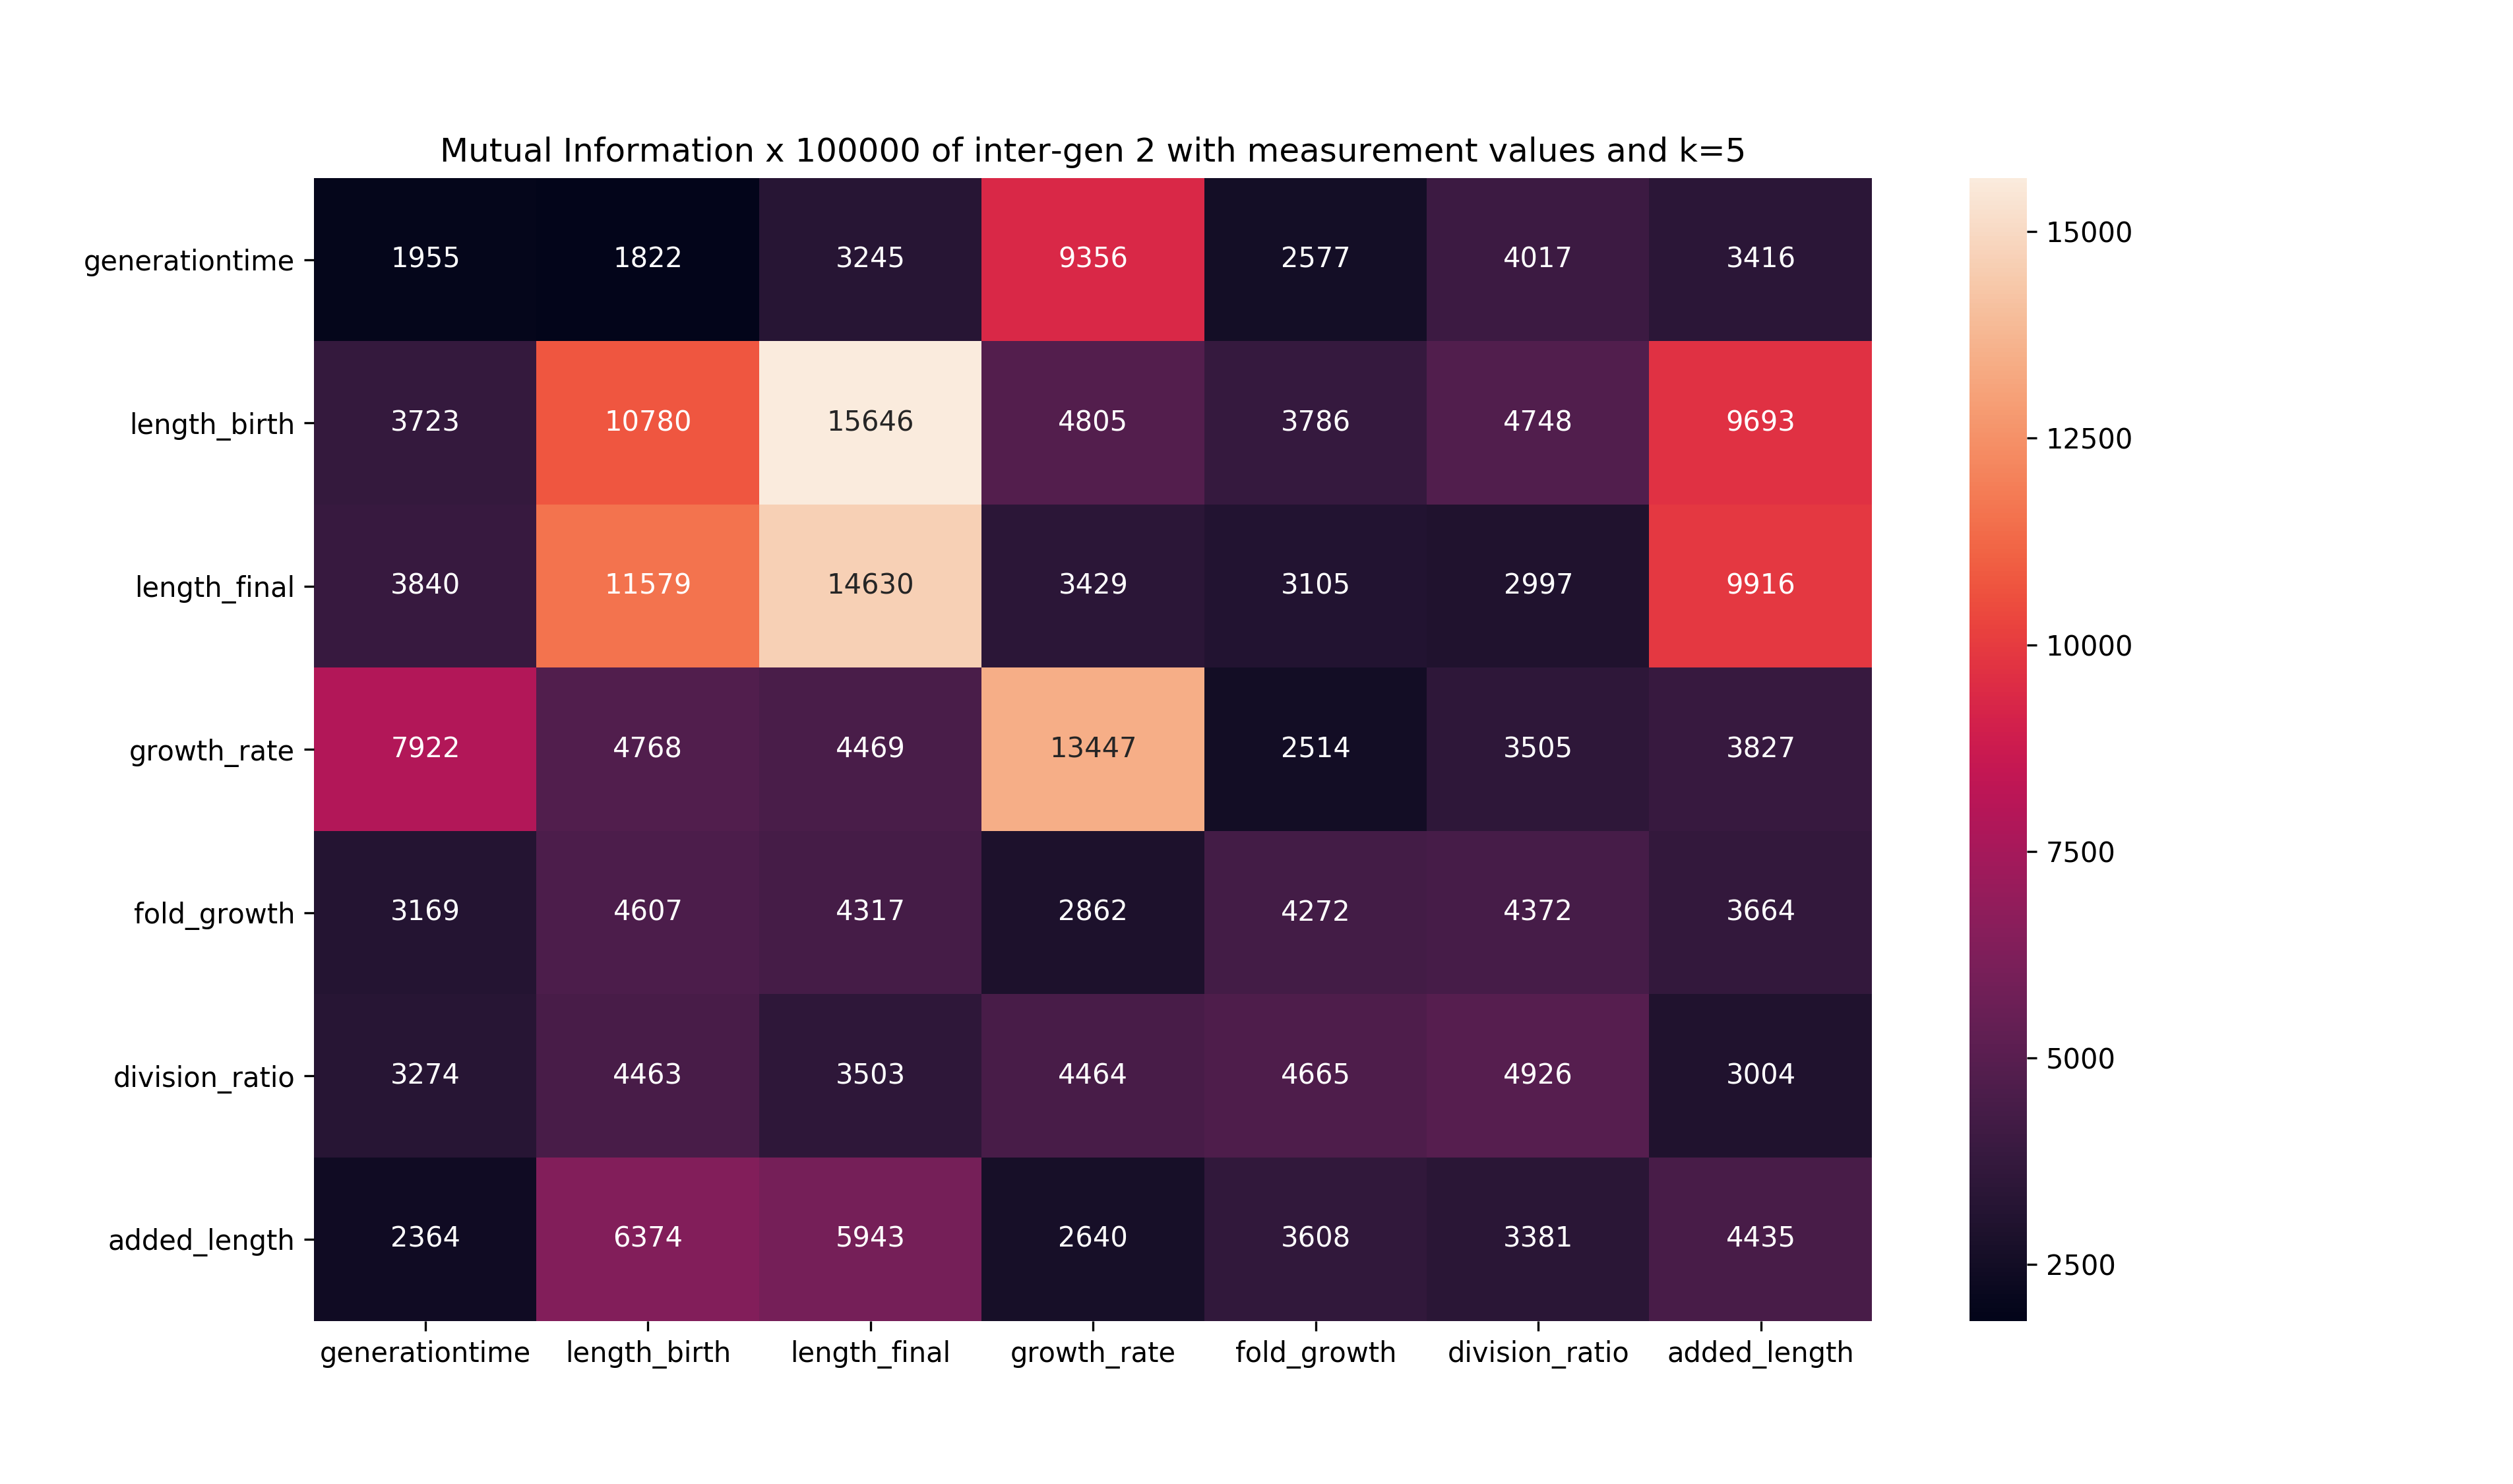 Mutual Information x 100000 of inter-gen 2 with measurement values and k=5
generationtime 1955 1822 3245 9356 2577 4017 3416
length_birth 3723 10780 15646 4805 3786 4748 9693
length_final 3840 11579 14630 3429 3105 2997 9916
growth_rate 7922 4768 4469 13447 2514 3505 3827
fold_growth 3169 4607 4317 2862 4272 4372 3664
division_ratio 3274 4463 3503 4464 4665 4926 3004
added_length 2364 6374 5943 2640 3608 3381 4435
generationtime length_birth length_final growth_rate fold_growth division_ratio added_length
15000
12500
10000
7500
5000
2500